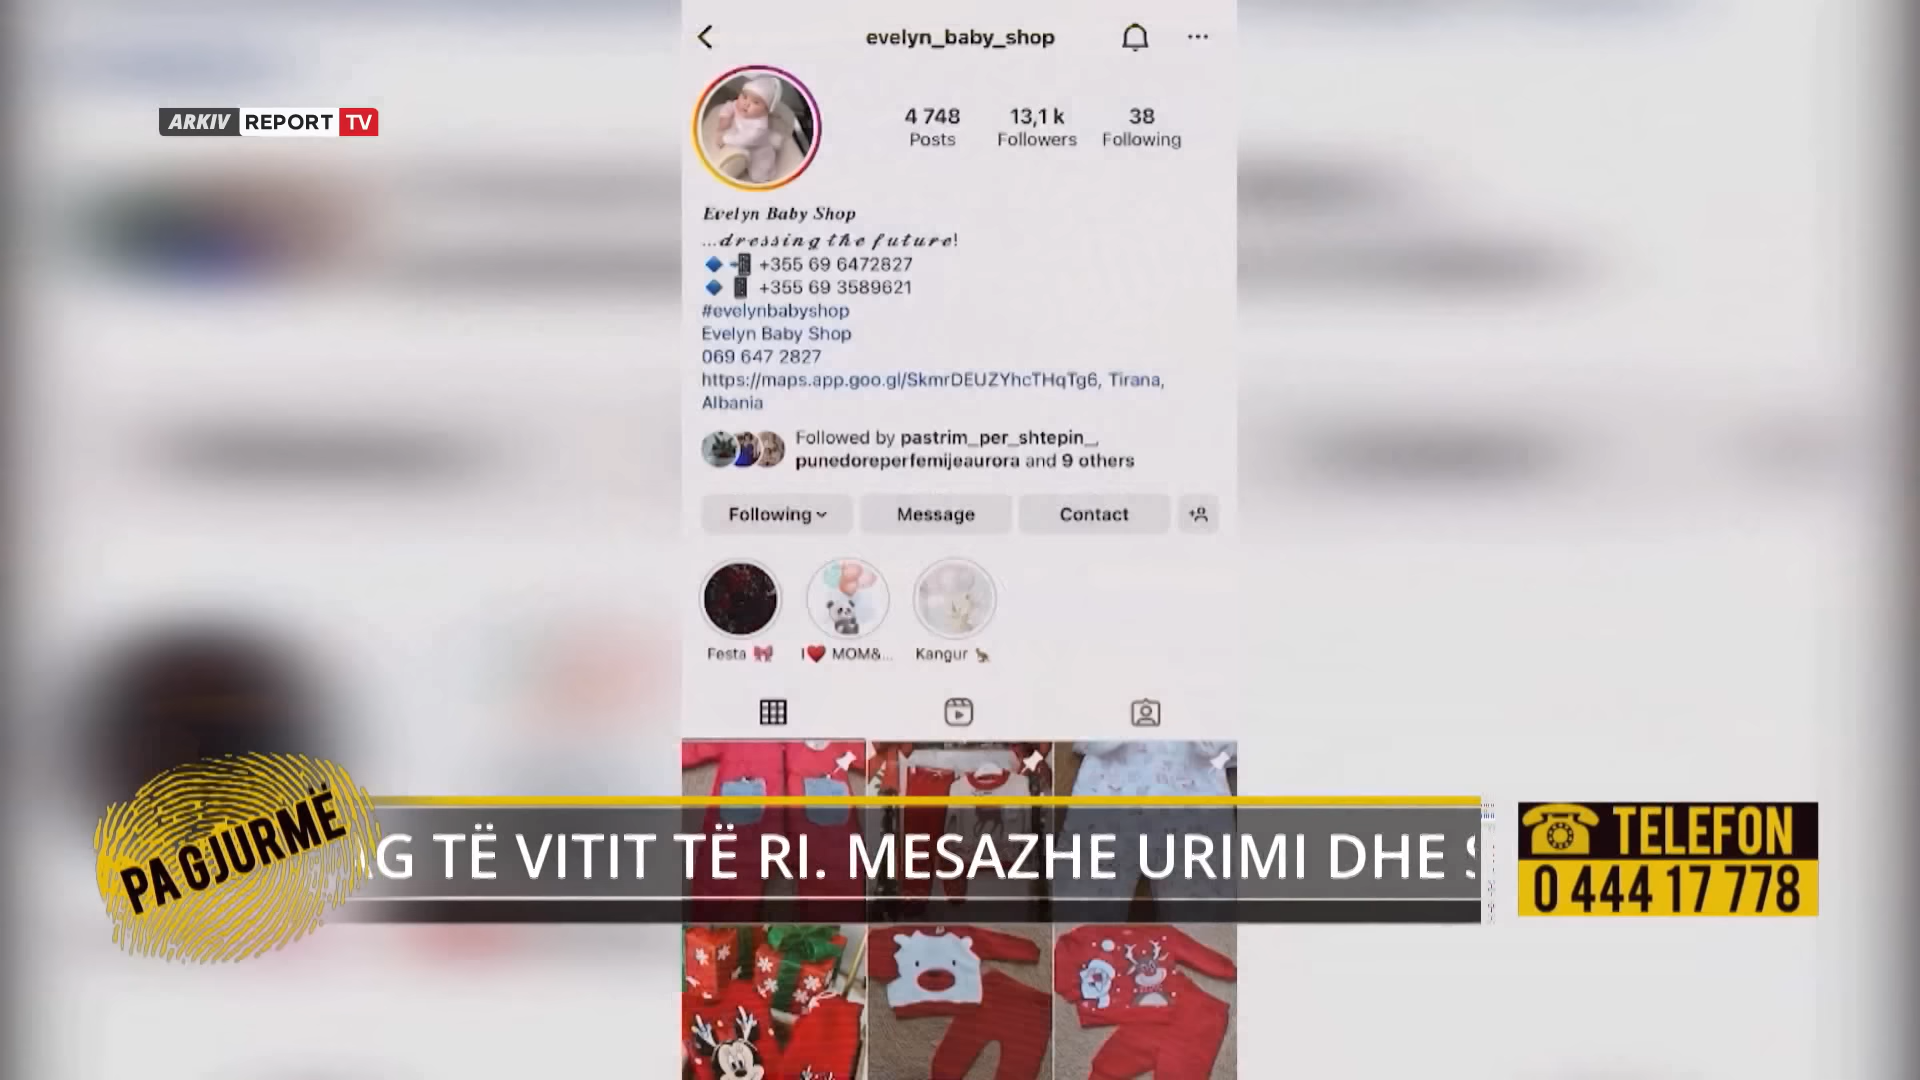 evelyn_baby_shop
ARKIV REPORT TV
4 748
Posts
13,1 k
Followers
38
Following
Evelyn Baby Shop
...dressing the future!
+355 69 6472827
+355 69 3589621
#evelynbabyshop
Evelyn Baby Shop
069 647 2827
https://maps.app.goo.gl/SkmrDEUZYhcTHqTg6, Tirana,
Albania
Followed by pastrim_per_shtepin_,
punedoreperfemijeaurora and 9 others
Following
Message
Contact
Festa
I❤️ MOM&...
Kangur
PA GJURMË
TË VITIT TË RI. MESAZHE URIMI DHE
TELEFON
0 444 17 778